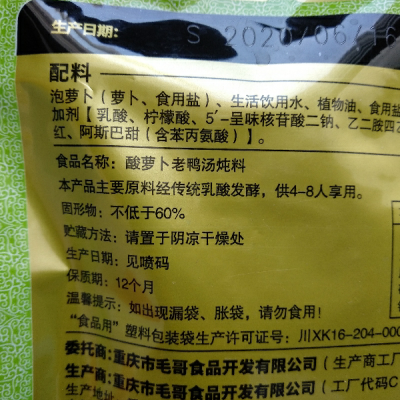 生产日期:
S 2020/06/16
配料
泡萝卜（萝卜、食用盐）、生活饮用水、植物油、食用盐
加剂【乳酸、柠檬酸、5′-呈味核苷酸二钠、乙二胺四乙
红、阿斯巴甜（含苯丙氨酸）】。
食品名称：酸萝卜老鸭汤炖料
本产品主要原料经传统乳酸发酵，供4-8人享用。
固形物：不低于60%
贮藏方法：请置于阴凉干燥处
生产日期：见喷码
保质期：12个月
温馨提示：如出现漏袋、胀袋，请勿食用！
“食品用”塑料包装袋生产许可证号：川XK16-204-000
委托商：重庆市毛哥食品开发有限公司（生产商工厂
生产商：重庆市毛哥食品开发有限公司（工厂代码C
生产地址